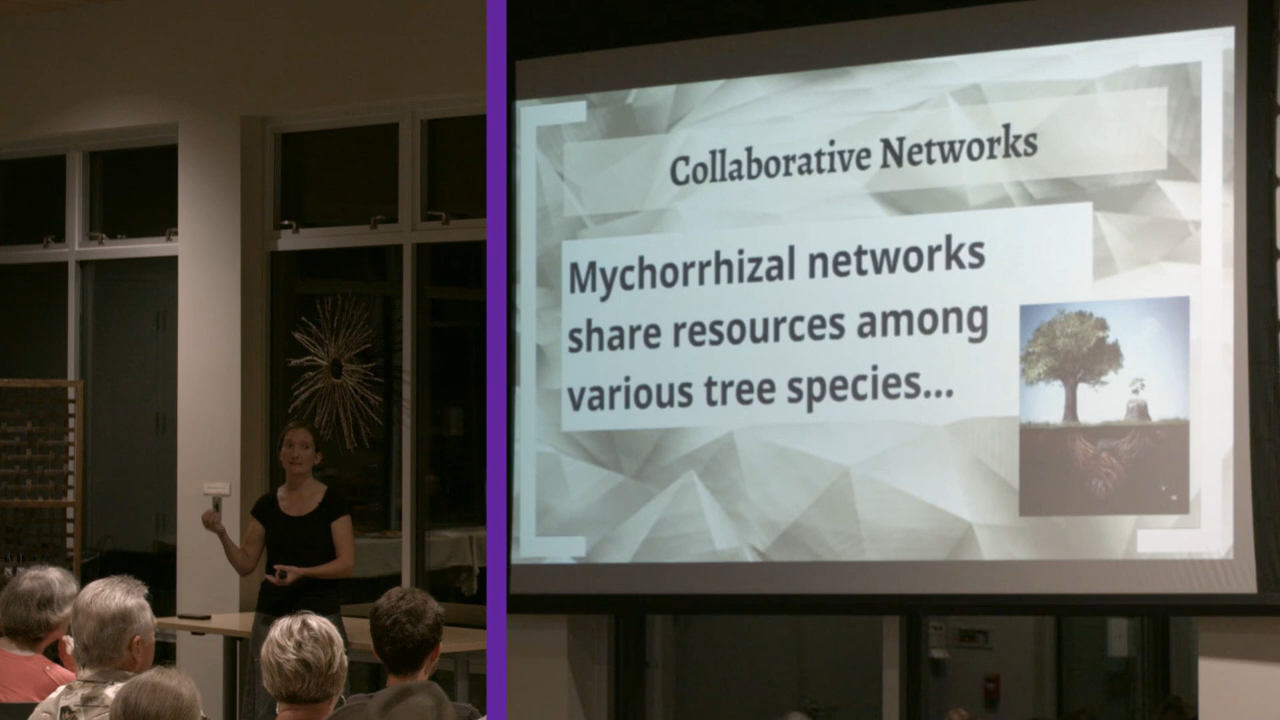 Collaborative Networks
Mychorrhizal networks
share resources among
various tree species...